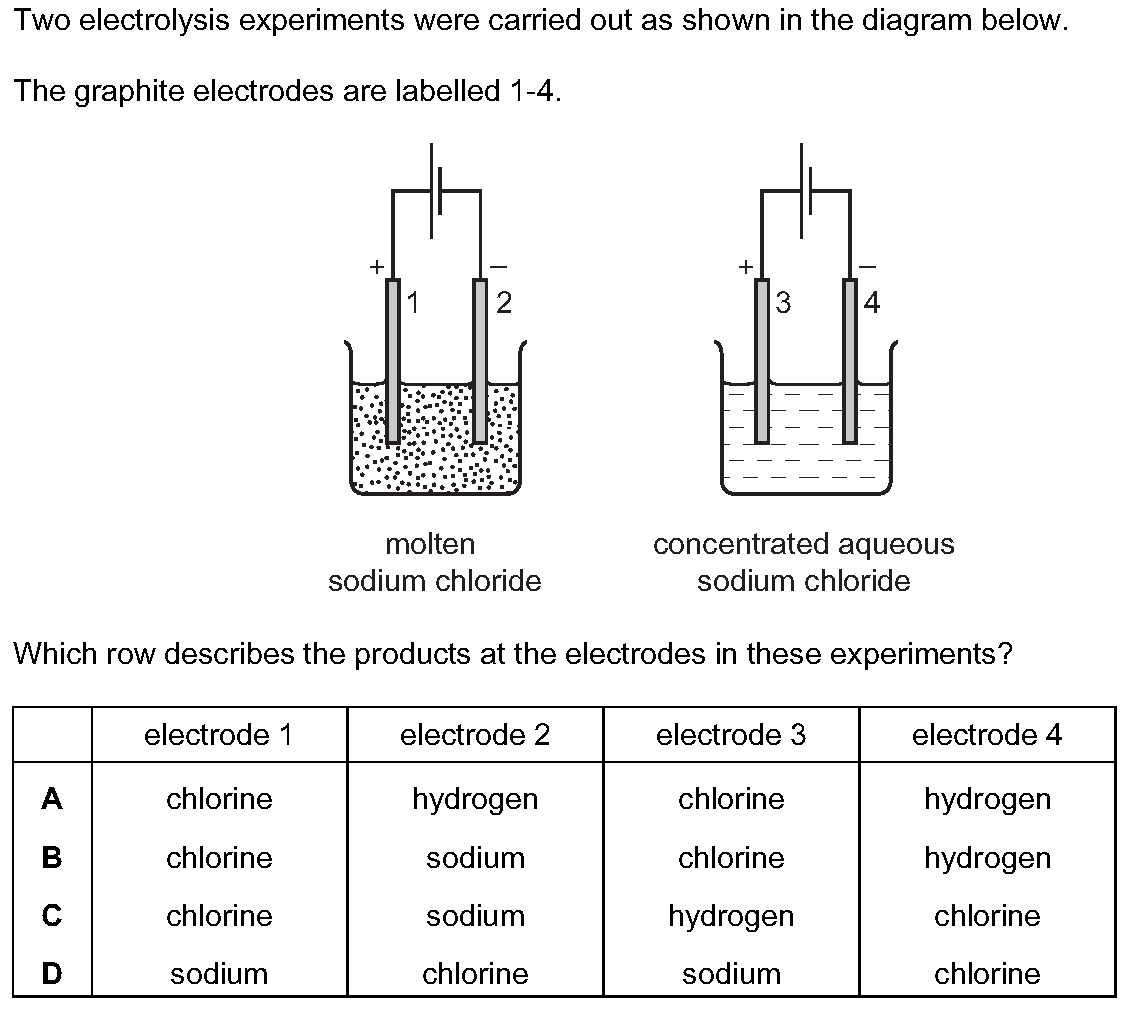 Two electrolysis experiments were carried out as shown in the diagram below.
The graphite electrodes are labelled 1-4.
+ 1 − 2
+ 3 − 4
molten
sodium chloride
concentrated aqueous
sodium chloride
Which row describes the products at the electrodes in these experiments?
electrode 1 electrode 2 electrode 3 electrode 4
A chlorine hydrogen chlorine hydrogen
B chlorine sodium chlorine hydrogen
C chlorine sodium hydrogen chlorine
D sodium chlorine sodium chlorine